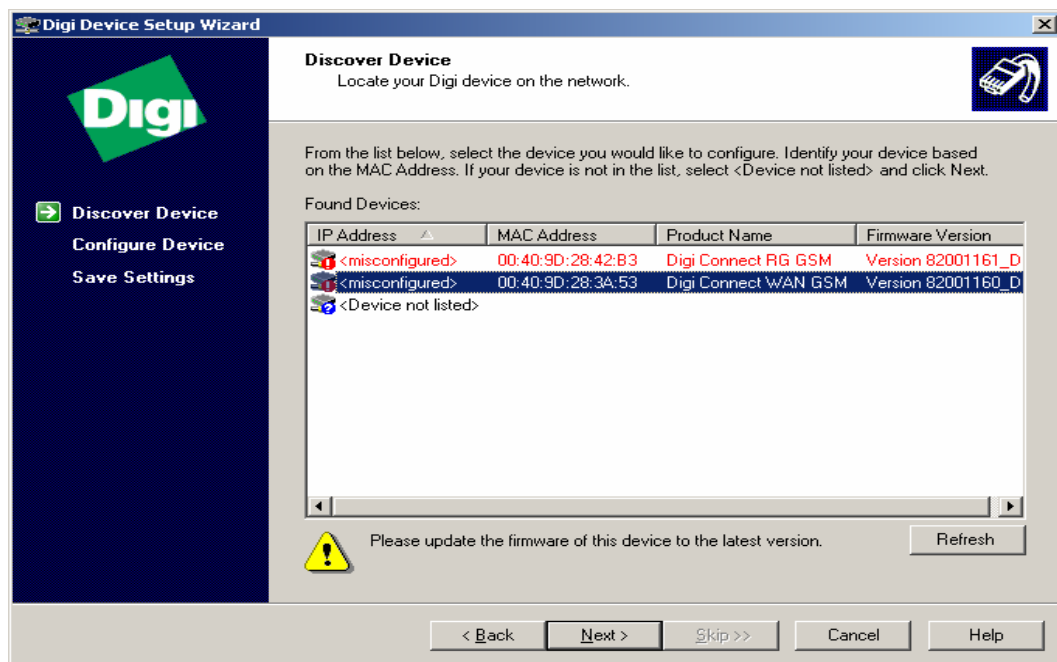 Digi Device Setup Wizard
Digi
Discover Device
Configure Device
Save Settings
Discover Device
Locate your Digi device on the network.
From the list below, select the device you would like to configure. Identify your device based
on the MAC Address. If your device is not in the list, select <Device not listed> and click Next.
Found Devices:
IP Address MAC Address Product Name Firmware Version
<misconfigured> 00:40:9D:28:42:B3 Digi Connect RG GSM Version 82001161_D
<misconfigured> 00:40:9D:28:3A:53 Digi Connect WAN GSM Version 82001160_D
<Device not listed>
Please update the firmware of this device to the latest version.
Refresh
< Back Next > Skip >> Cancel Help